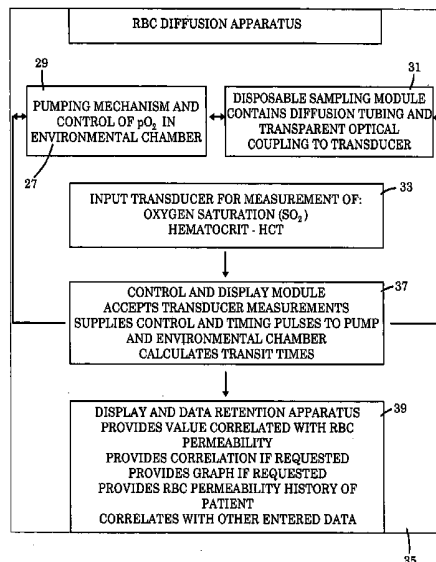 RBC DIFFUSION APPARATUS
29
PUMPING MECHANISM AND
CONTROL OF pO2 IN
ENVIRONMENTAL CHAMBER
27
31
DISPOSABLE SAMPLING MODULE
CONTAINS DIFFUSION TUBING AND
TRANSPARENT OPTICAL
COUPLING TO TRANSDUCER
33
INPUT TRANSDUCER FOR MEASUREMENT OF:
OXYGEN SATURATION (SO2)
HEMATOCRIT - HCT
37
CONTROL AND DISPLAY MODULE
ACCEPTS TRANSDUCER MEASUREMENTS
SUPPLIES CONTROL AND TIMING PULSES TO PUMP
AND ENVIRONMENTAL CHAMBER
CALCULATES TRANSIT TIMES
39
DISPLAY AND DATA RETENTION APPARATUS
PROVIDES VALUE CORRELATED WITH RBC
PERMEABILITY
PROVIDES CORRELATION IF REQUESTED
PROVIDES GRAPH IF REQUESTED
PROVIDES RBC PERMEABILITY HISTORY OF
PATIENT
CORRELATES WITH OTHER ENTERED DATA
35